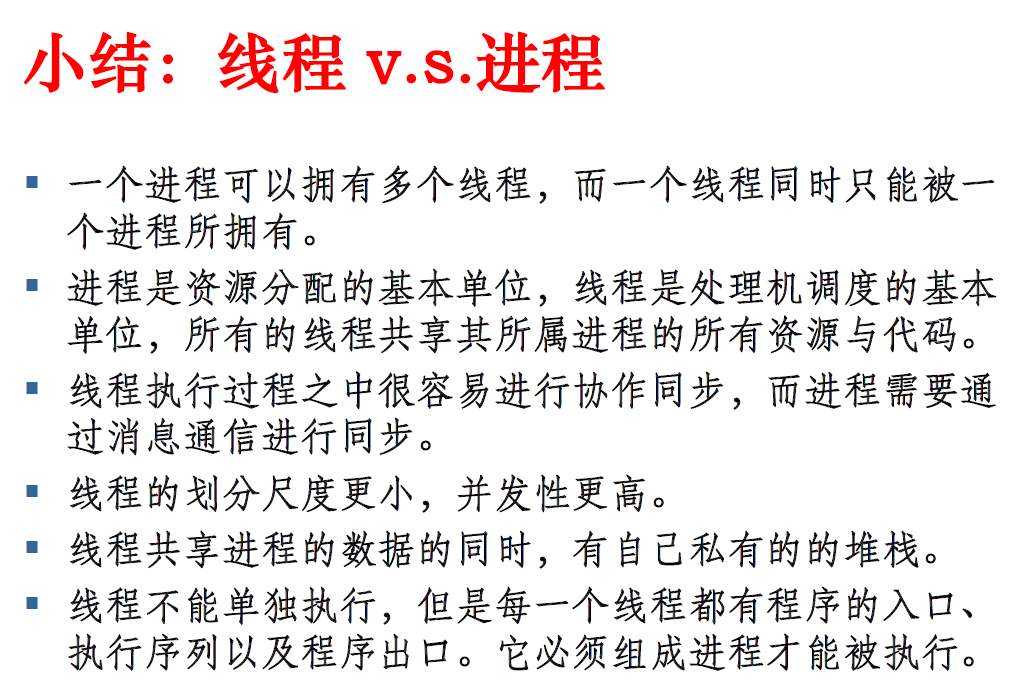 小结：线程 v.s.进程
一个进程可以拥有多个线程，而一个线程同时只能被一
个进程所拥有。
进程是资源分配的基本单位，线程是处理机调度的基本
单位，所有的线程共享其所属进程的所有资源与代码。
线程执行过程之中很容易进行协作同步，而进程需要通
过消息通信进行同步。
线程的划分尺度更小，并发性更高。
线程共享进程的数据的同时，有自己私有的的堆栈。
线程不能单独执行，但是每一个线程都有程序的入口、
执行序列以及程序出口。它必须组成进程才能被执行。